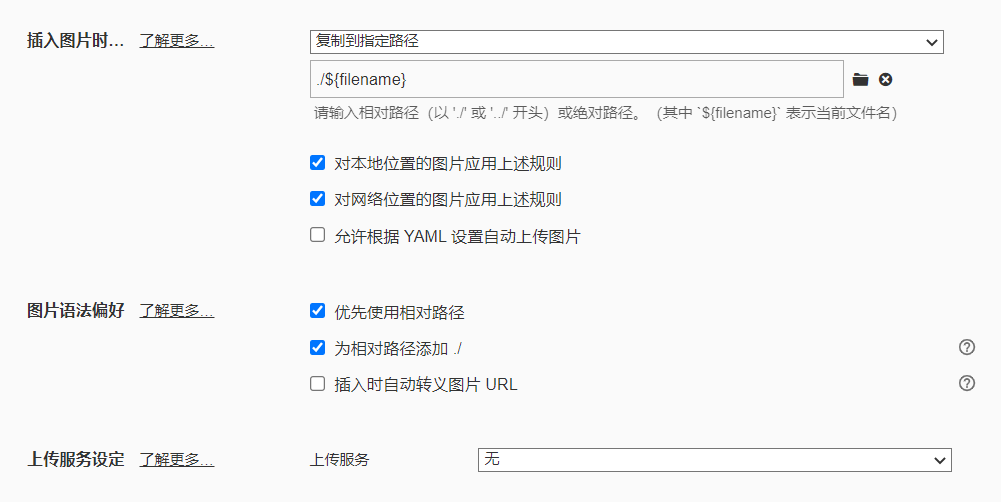 插入图片时... 了解更多... 复制到指定路径
./${filename}
请输入相对路径（以 './' 或 '../' 开头）或绝对路径。（其中 `${filename}` 表示当前文件名）
对本地位置的图片应用上述规则
对网络位置的图片应用上述规则
允许根据 YAML 设置自动上传图片
图片语法偏好 了解更多... 优先使用相对路径
为相对路径添加 ./
插入时自动转义图片 URL
上传服务设定 了解更多... 上传服务 无